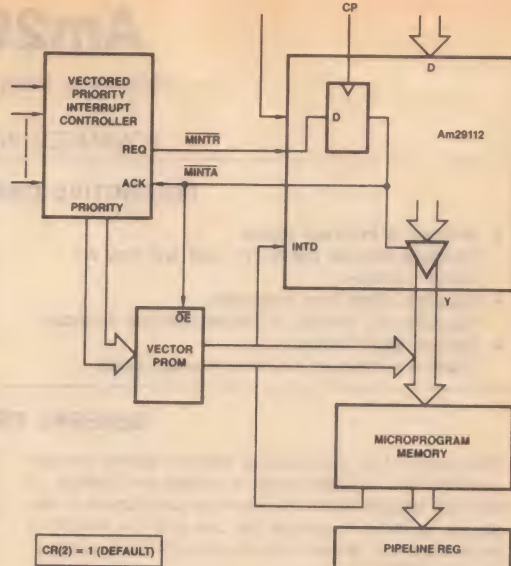 CP
D
VECTORED
PRIORITY
INTERRUPT
CONTROLLER
REQ
ACK
PRIORITY
MINTR
MINTA
D
Am29112
INTD
Y
OE
VECTOR
PROM
MICROPROGRAM
MEMORY
CR(2) = 1 (DEFAULT)
PIPELINE REG